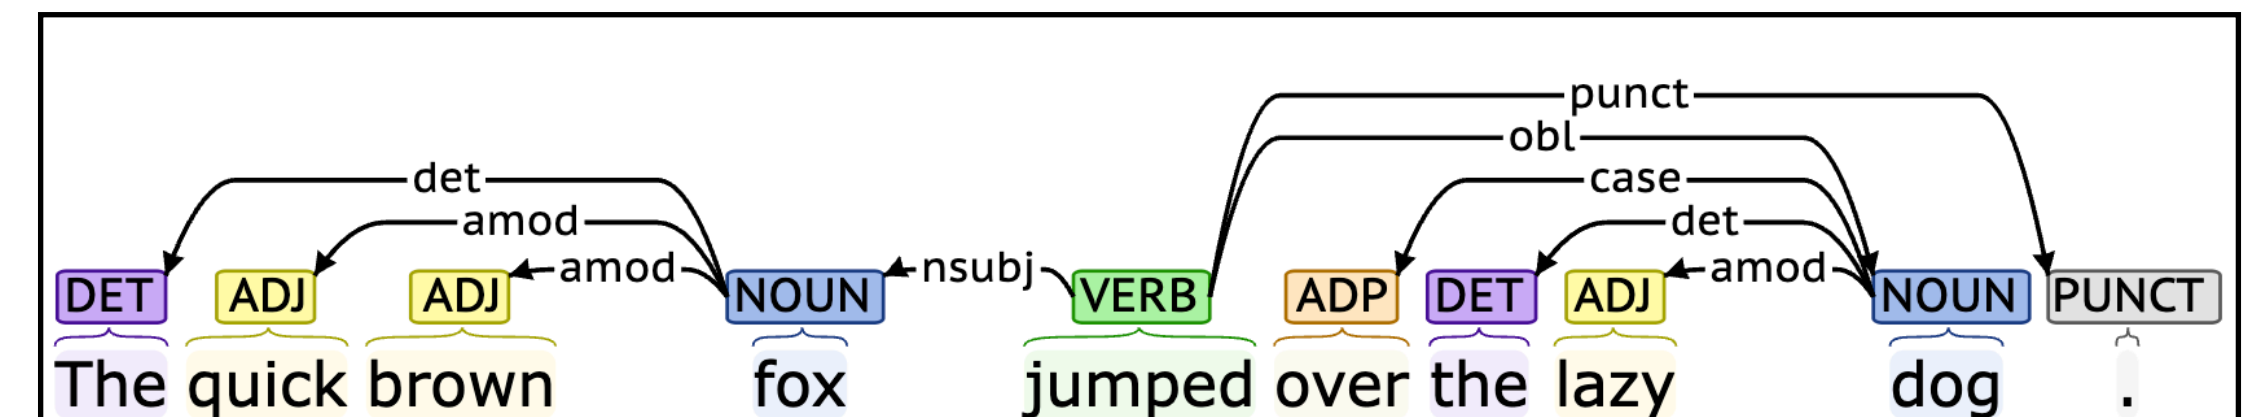 punct
obl
det case
amod det
amod nsubj amod
DET ADJ ADJ NOUN VERB ADP DET ADJ NOUN PUNCT
The quick brown fox jumped over the lazy dog .